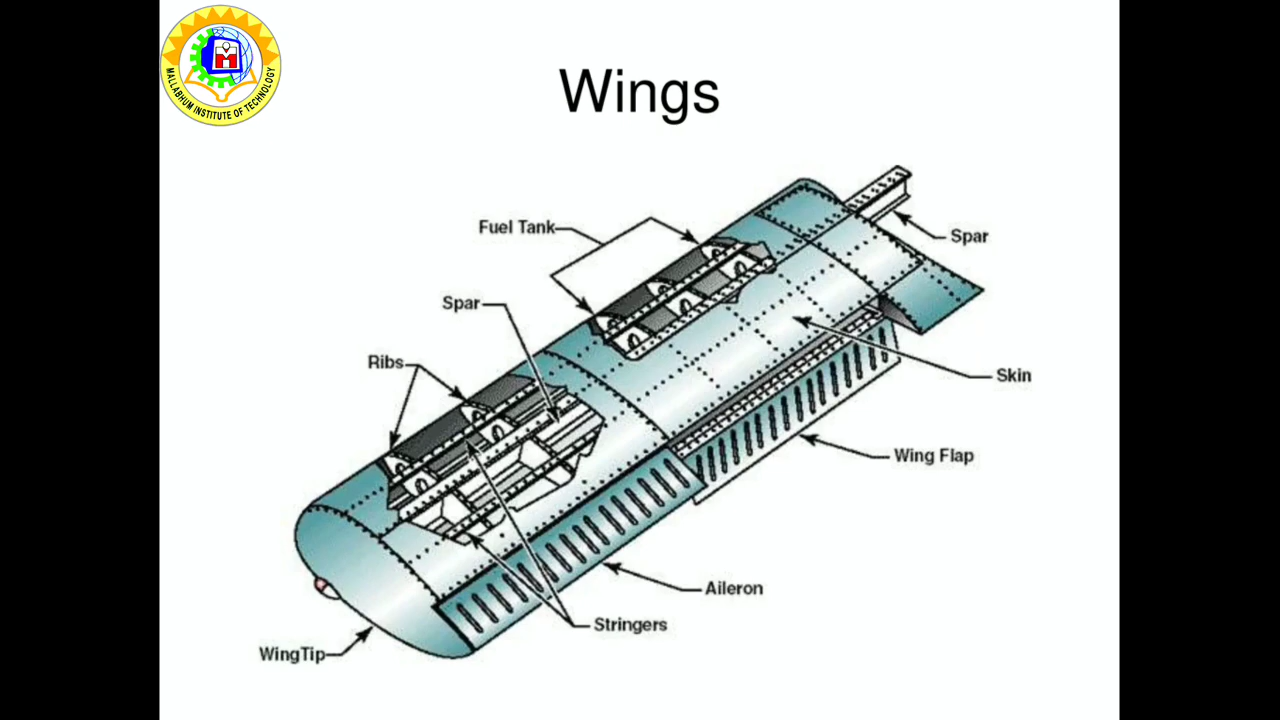 MALLABHUM INSTITUTE OF TECHNOLOGY
Wings
Fuel Tank
Spar
Spar
Ribs
Skin
Wing Flap
Aileron
Stringers
WingTip